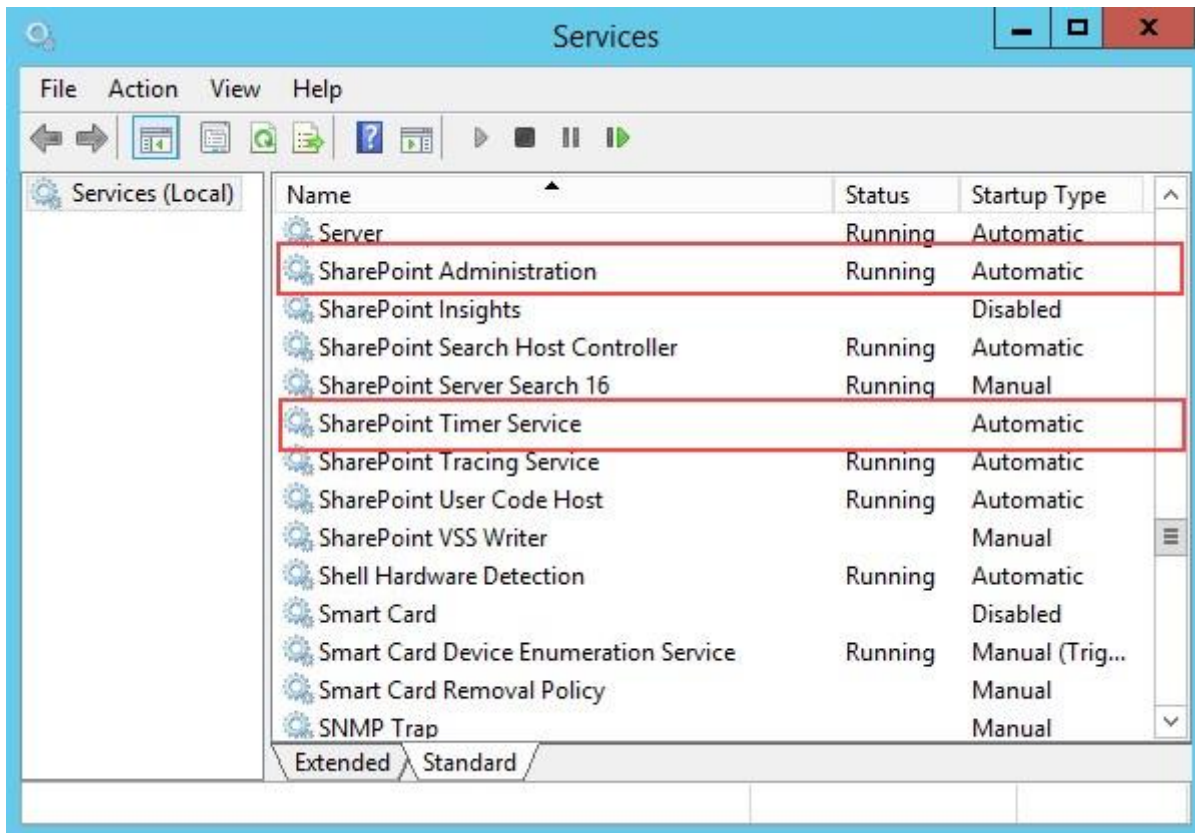 Services
File Action View Help
Services (Local)
Name Status Startup Type
Server Running Automatic
SharePoint Administration Running Automatic
SharePoint Insights Disabled
SharePoint Search Host Controller Running Automatic
SharePoint Server Search 16 Running Manual
SharePoint Timer Service Automatic
SharePoint Tracing Service Running Automatic
SharePoint User Code Host Running Automatic
SharePoint VSS Writer Manual
Shell Hardware Detection Running Automatic
Smart Card Disabled
Smart Card Device Enumeration Service Running Manual (Trig...
Smart Card Removal Policy Manual
SNMP Trap Manual
Extended Standard